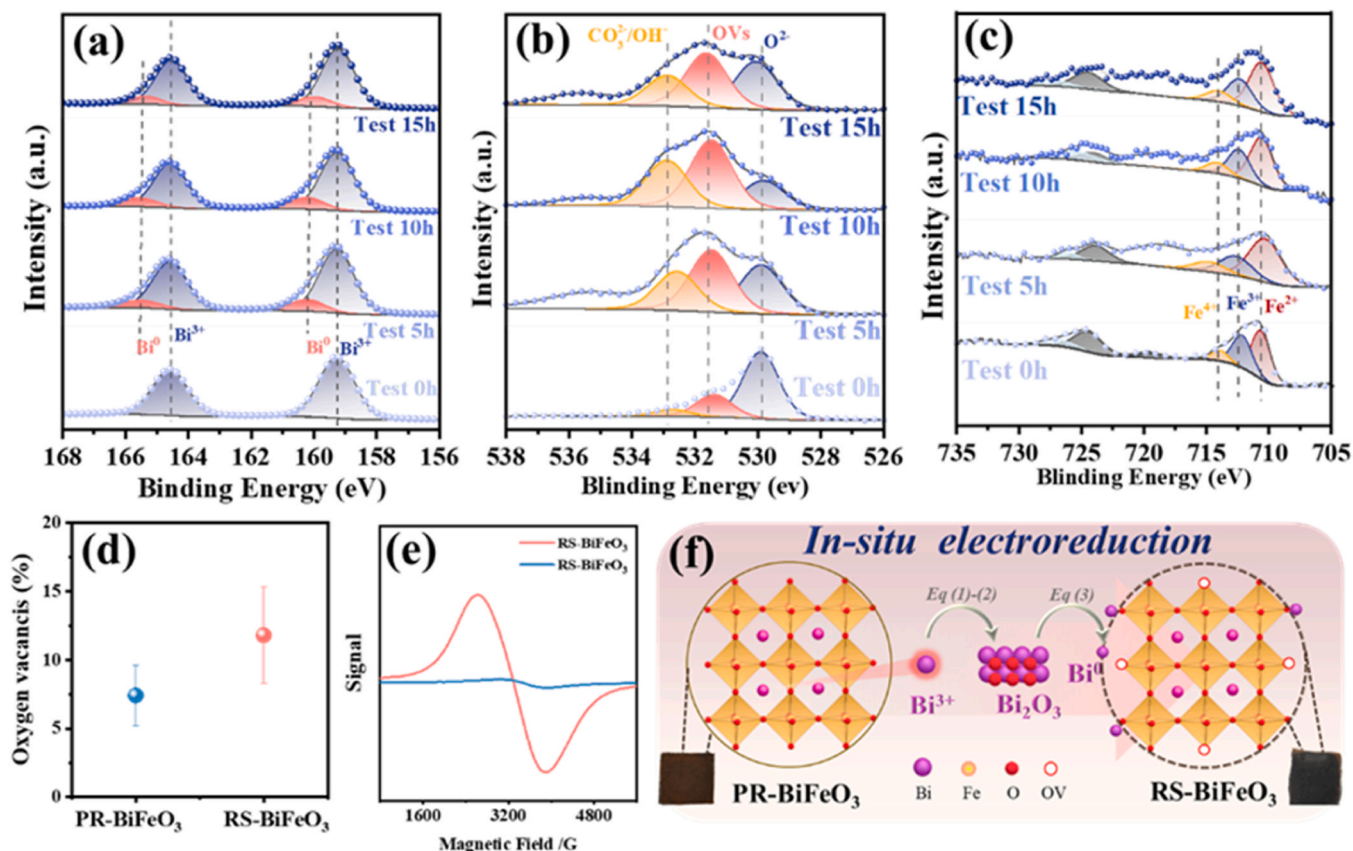 (a)
Test 15h
Test 10h
Test 5h
Bi⁰
Bi³⁺
Bi⁰
Bi³⁺
Test 0h
Intensity (a.u.)
168 166 164 162 160 158 156
Binding Energy (eV)
(b)
CO₃²⁻/OH⁻
OVs
O²⁻
Test 15h
Test 10h
Test 5h
Test 0h
Intensity (a.u.)
538 536 534 532 530 528 526
Blinding Energy (ev)
(c)
Test 15h
Test 10h
Test 5h
Fe⁴⁺
Fe³⁺
Fe²⁺
Test 0h
Intensity (a.u.)
735 730 725 720 715 710 705
Blinding Energy (eV)
(d)
Oxygen vacancis (%)
20
15
10
5
0
PR-BiFeO₃
RS-BiFeO₃
(e)
RS-BiFeO₃
RS-BiFeO₃
Signal
1600 3200 4800
Magnetic Field /G
(f)
In-situ electroreduction
Eq (1)-(2)
Eq (3)
Bi³⁺
Bi₂O₃
Bi⁰
Bi
Fe
O
OV
PR-BiFeO₃
RS-BiFeO₃